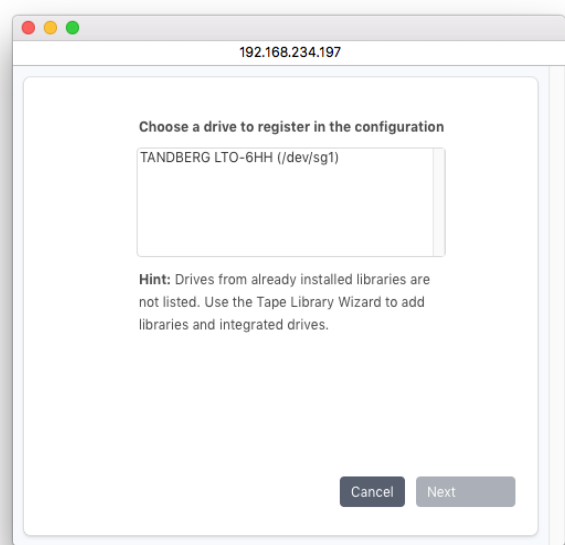 192.168.234.197
Choose a drive to register in the configuration
TANDBERG LTO-6HH (/dev/sg1)
Hint: Drives from already installed libraries are
not listed. Use the Tape Library Wizard to add
libraries and integrated drives.
Cancel
Next